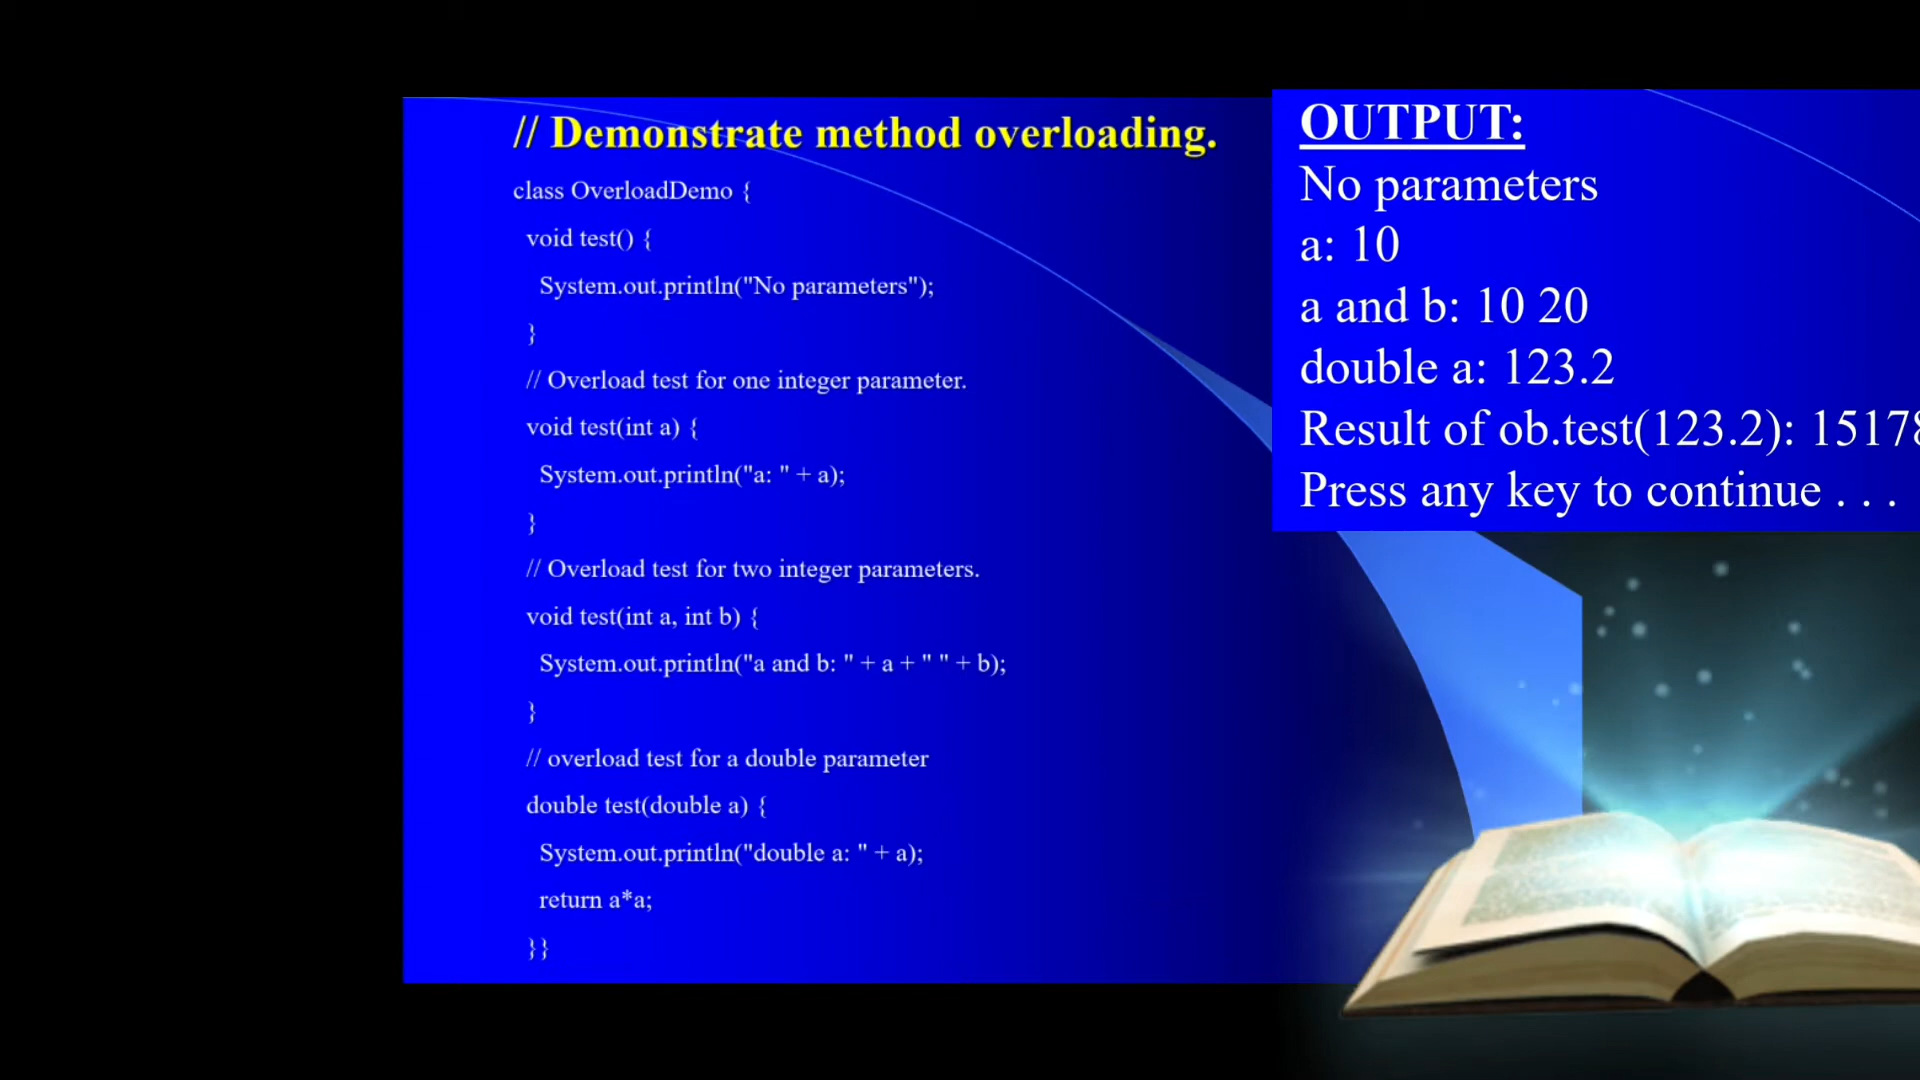 // Demonstrate method overloading.
class OverloadDemo {
void test() {
System.out.println("No parameters");
}
// Overload test for one integer parameter.
void test(int a) {
System.out.println("a: " + a);
}
// Overload test for two integer parameters.
void test(int a, int b) {
System.out.println("a and b: " + a + " " + b);
}
// overload test for a double parameter
double test(double a) {
System.out.println("double a: " + a);
return a*a;
}}
OUTPUT:
No parameters
a: 10
a and b: 10 20
double a: 123.2
Result of ob.test(123.2):
Press any key to continue . . .